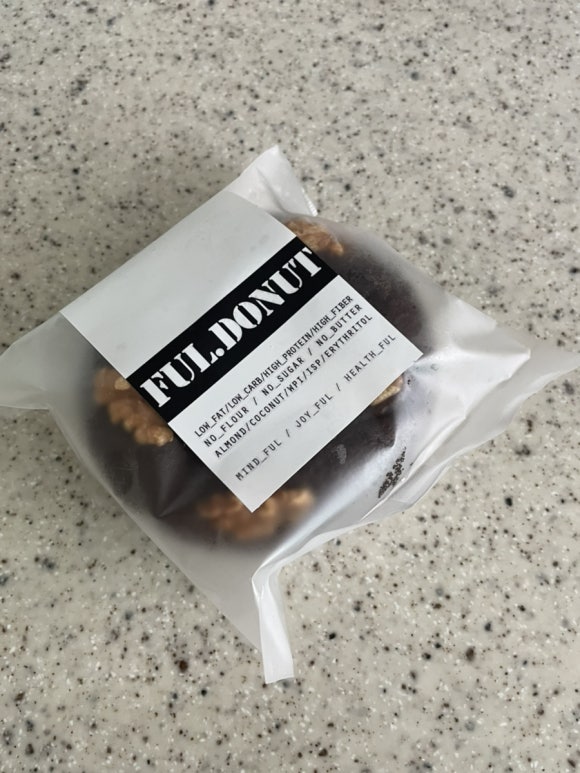 FUL.DONUT
LOW_FAT/LOW_CARB/HIGH_PROTEIN/HIGH_FIBER
NO_FLOUR / NO_SUGAR / NO_BUTTER
ALMOND/COCONUT/WPI/ISP/ERYTHRITOL
MIND_FUL / JOY_FUL / HEALTH_FUL